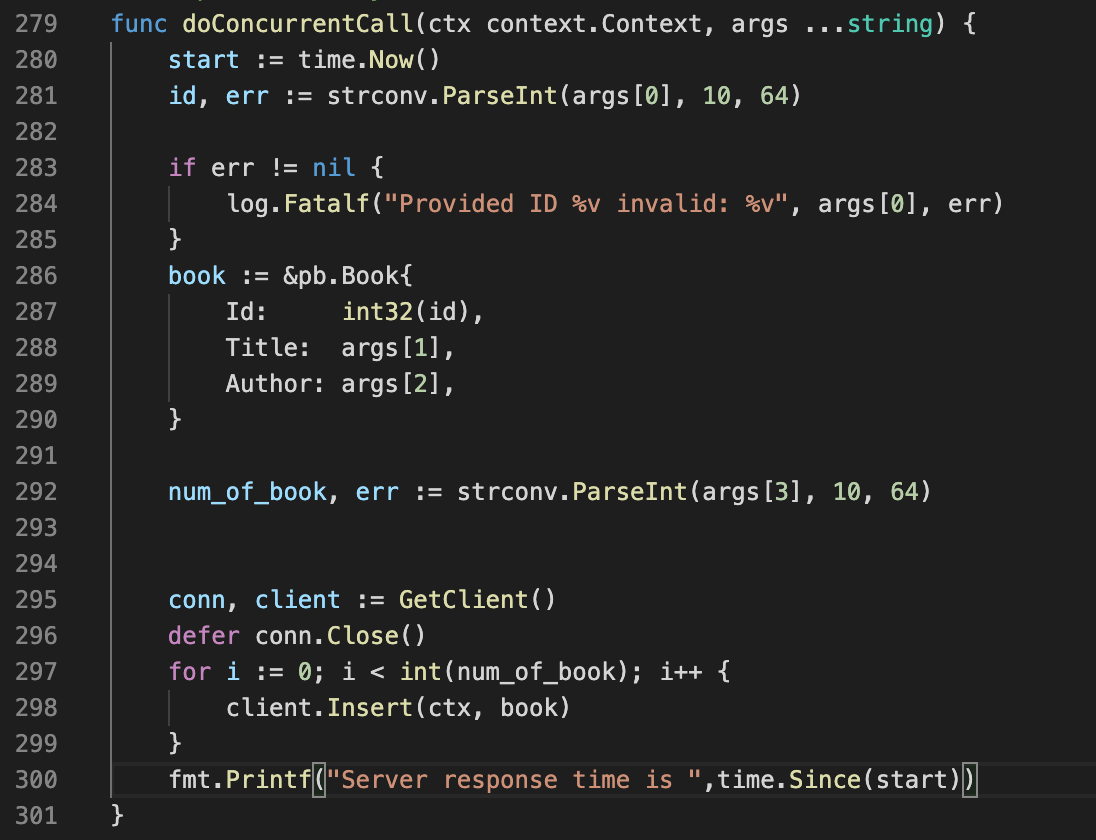 279 func doConcurrentCall(ctx context.Context, args ...string) {
280     start := time.Now()
281     id, err := strconv.ParseInt(args[0], 10, 64)
282
283     if err != nil {
284         log.Fatalf("Provided ID %v invalid: %v", args[0], err)
285     }
286     book := &pb.Book{
287         Id:     int32(id),
288         Title:  args[1],
289         Author: args[2],
290     }
291
292     num_of_book, err := strconv.ParseInt(args[3], 10, 64)
293
294
295     conn, client := GetClient()
296     defer conn.Close()
297     for i := 0; i < int(num_of_book); i++ {
298         client.Insert(ctx, book)
299     }
300     fmt.Printf("Server response time is ",time.Since(start))
301 }